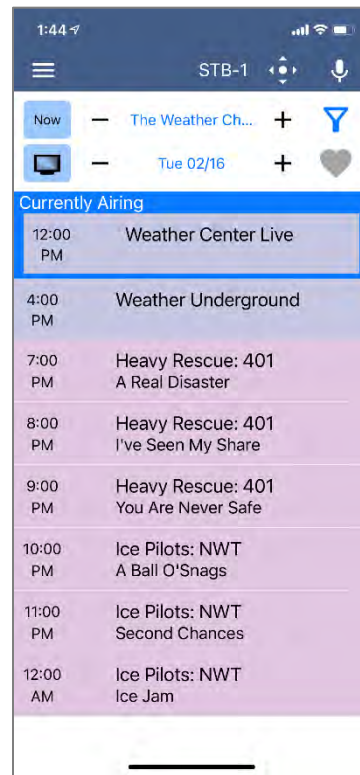 1:44
STB-1
Now
The Weather Ch...
Tue 02/16
Currently Airing
12:00 PM
Weather Center Live
4:00 PM
Weather Underground
7:00 PM
Heavy Rescue: 401
A Real Disaster
8:00 PM
Heavy Rescue: 401
I've Seen My Share
9:00 PM
Heavy Rescue: 401
You Are Never Safe
10:00 PM
Ice Pilots: NWT
A Ball O'Snags
11:00 PM
Ice Pilots: NWT
Second Chances
12:00 AM
Ice Pilots: NWT
Ice Jam